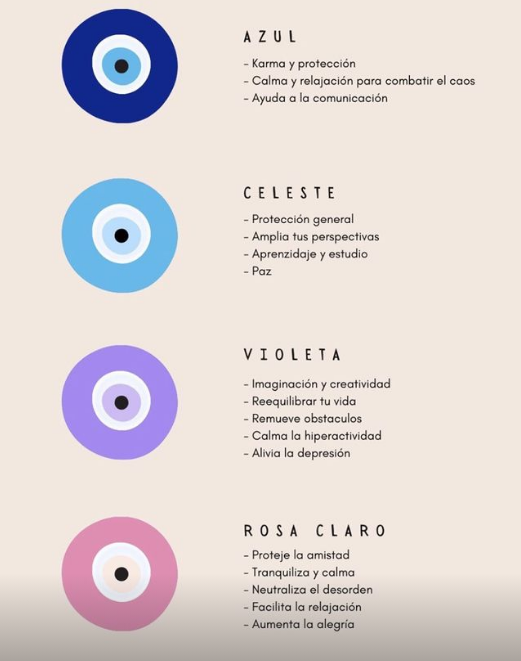 AZUL
- Karma y protección
- Calma y relajación para combatir el caos
- Ayuda a la comunicación
CELESTE
- Protección general
- Amplia tus perspectivas
- Aprenzidaje y estudio
- Paz
VIOLETA
- Imaginación y creatividad
- Reequilibrar tu vida
- Remueve obstaculos
- Calma la hiperactividad
- Alivia la depresión
ROSA CLARO
- Proteje la amistad
- Tranquiliza y calma
- Neutraliza el desorden
- Facilita la relajación
- Aumenta la alegría